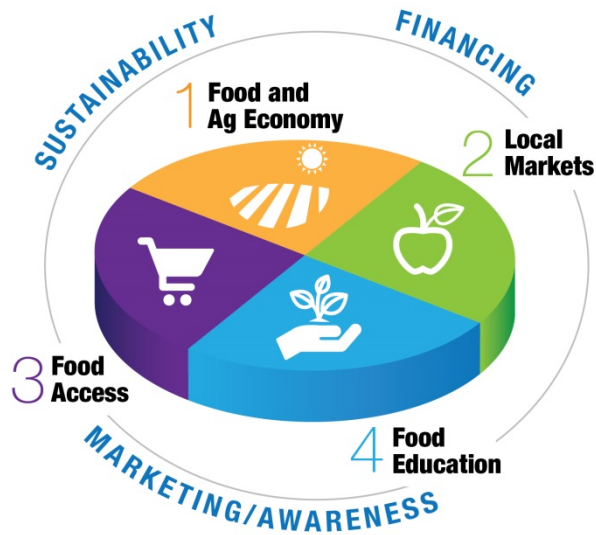 SUSTAINABILITY
FINANCING
1 Food and
Ag Economy
2 Local
Markets
3 Food
Access
4 Food
Education
MARKETING/AWARENESS